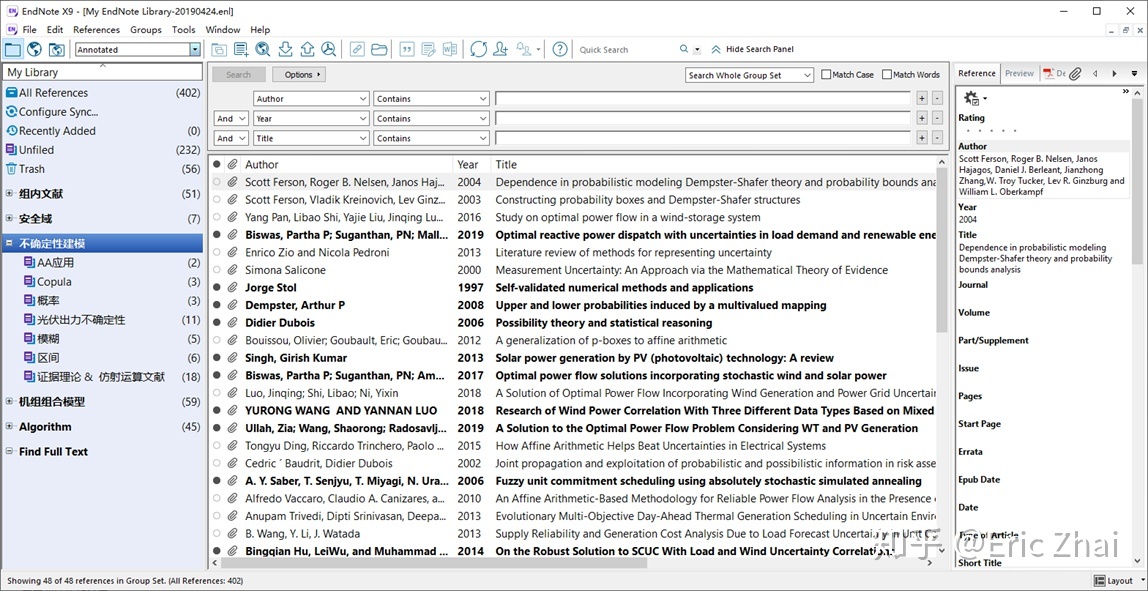 EndNote X9 - [My EndNote Library-20190424.enl]
File Edit References Groups Tools Window Help
Annotated
Quick Search
Hide Search Panel
My Library
All References (402)
Configure Sync...
Recently Added (0)
Unfiled (232)
Trash (56)
组内文献 (51)
安全域 (7)
不确定性建模
AA应用 (2)
Copula (3)
概率 (3)
光伏出力不确定性 (11)
模糊 (5)
区间 (6)
证据理论 & 仿射运算文献 (18)
机组组合模型 (59)
Algorithm (45)
Find Full Text
Search Options Search Whole Group Set Match Case Match Words
Author Contains + -
And Year Contains + -
And Title Contains + -
Author Year Title
Scott Ferson, Roger B. Nelsen, Janos Haj... 2004 Dependence in probabilistic modeling Dempster-Shafer theory and probability bounds ana
Scott Ferson, Vladik Kreinovich, Lev Ginz... 2003 Constructing probability boxes and Dempster-Shafer structures
Yang Pan, Libao Shi, Yajie Liu, Jinqing Lu... 2016 Study on optimal power flow in a wind-storage system
Biswas, Partha P; Suganthan, PN; Mall... 2019 Optimal reactive power dispatch with uncertainties in load demand and renewable ene
Enrico Zio and Nicola Pedroni 2013 Literature review of methods for representing uncertainty
Simona Salicone 2000 Measurement Uncertainty: An Approach via the Mathematical Theory of Evidence
Jorge Stol 1997 Self-validated numerical methods and applications
Dempster, Arthur P 2008 Upper and lower probabilities induced by a multivalued mapping
Didier Dubois 2006 Possibility theory and statistical reasoning
Bouissou, Olivier; Goubault, Eric; Goubau... 2012 A generalization of p-boxes to affine arithmetic
Singh, Girish Kumar 2013 Solar power generation by PV (photovoltaic) technology: A review
Biswas, Partha P; Suganthan, PN; Am... 2017 Optimal power flow solutions incorporating stochastic wind and solar power
Luo, Jinqing; Shi, Libao; Ni, Yixin 2018 A Solution of Optimal Power Flow Incorporating Wind Generation and Power Grid Uncertain
YURONG WANG AND YANNAN LUO 2018 Research of Wind Power Correlation With Three Different Data Types Based on Mixed
Ullah, Zia; Wang, Shaorong; Radosavlj... 2019 A Solution to the Optimal Power Flow Problem Considering WT and PV Generation
Tongyu Ding, Riccardo Trinchero, Paolo ... 2015 How Affine Arithmetic Helps Beat Uncertainties in Electrical Systems
Cedric ´ Baudrit, Didier Dubois 2002 Joint propagation and exploitation of probabilistic and possibilistic information in risk asse
A. Y. Saber, T. Senjyu, T. Miyagi, N. Ura... 2006 Fuzzy unit commitment scheduling using absolutely stochastic simulated annealing
Alfredo Vaccaro, Claudio A. Canizares, a... 2010 An Affine Arithmetic-Based Methodology for Reliable Power Flow Analysis in the Presence
Anupam Trivedi, Dipti Srinivasan, Deepa... 2013 Evolutionary Multi-Objective Day-Ahead Thermal Generation Scheduling in Uncertain Envir
B. Wang, Y. Li, J. Watada 2013 Supply Reliability and Generation Cost Analysis Due to Load Forecast Uncertainty in Unit C
Bingqian Hu, LeiWu, and Muhammad ... 2014 On the Robust Solution to SCUC With Load and Wind Uncertainty Correlations
Reference Preview De
Rating
Author
Scott Ferson, Roger B. Nelsen, Janos
Hajagos, Daniel J. Berleant, Jianzhong
Zhang,W. Troy Tucker, Lev R. Ginzburg and
William L. Oberkampf
Year
2004
Title
Dependence in probabilistic modeling
Dempster-Shafer theory and probability
bounds analysis
Journal
Volume
Part/Supplement
Issue
Pages
Start Page
Errata
Epub Date
Date
Type of Article
Short Title
知乎 @Eric Zhai
Showing 48 of 48 references in Group Set. (All References: 402)
Layout